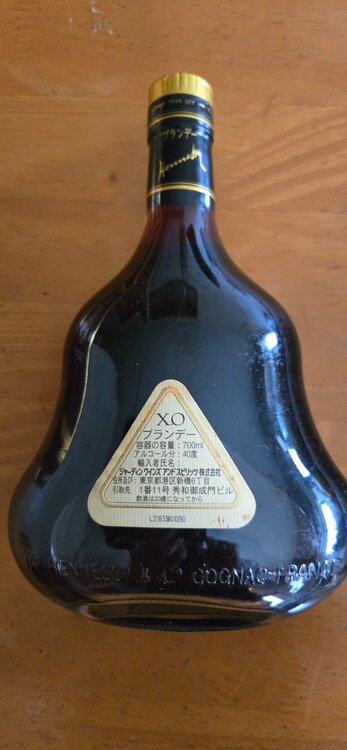 TEAR OFF
ブランデー
Hennessy
X.O
ブランデー
容器の容量：700ml
アルコール分：40度
輸入者氏名：
ジャーディン ワインズ アンド スピリッツ株式会社
住所及び： 東京都港区新橋6丁目
引取先 1番11号 秀和御成門ビル
飲酒は20歳になってから
HENNESSY & Cº COGNAC-FRANCE